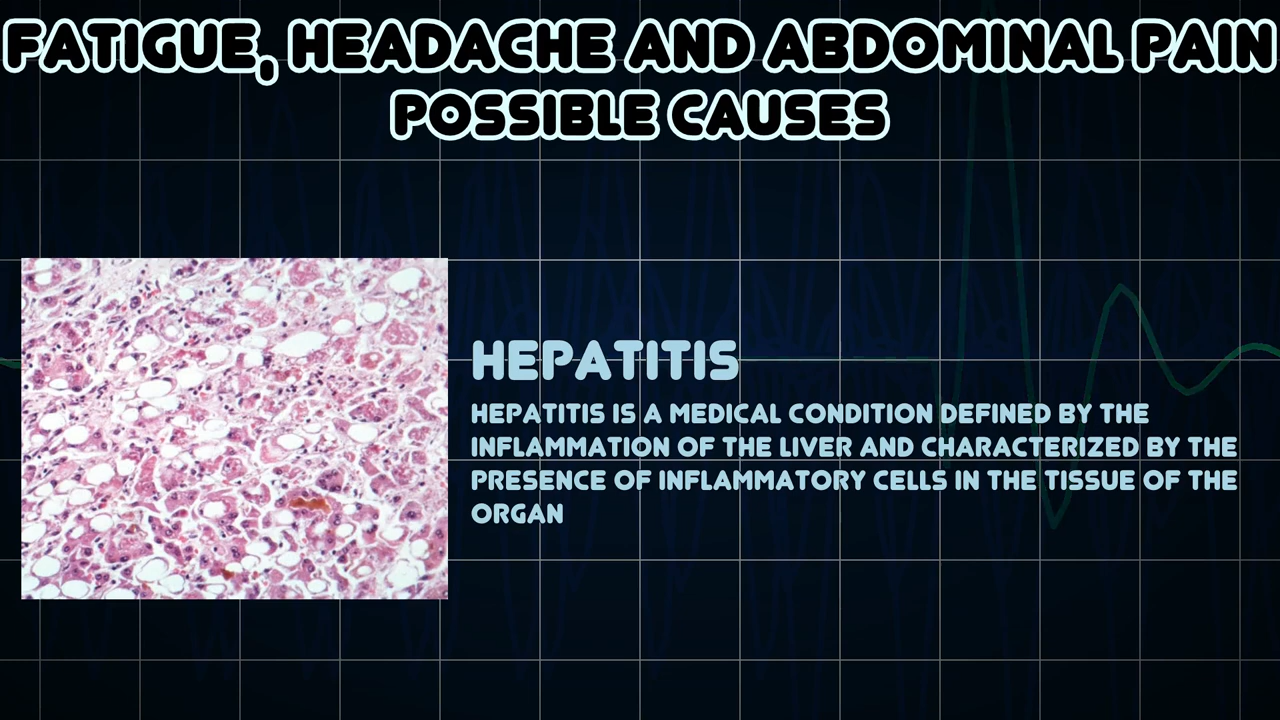 FATIGUE, HEADACHE AND ABDOMINAL PAIN
POSSIBLE CAUSES
HEPATITIS
HEPATITIS IS A MEDICAL CONDITION DEFINED BY THE
INFLAMMATION OF THE LIVER AND CHARACTERIZED BY THE
PRESENCE OF INFLAMMATORY CELLS IN THE TISSUE OF THE
ORGAN